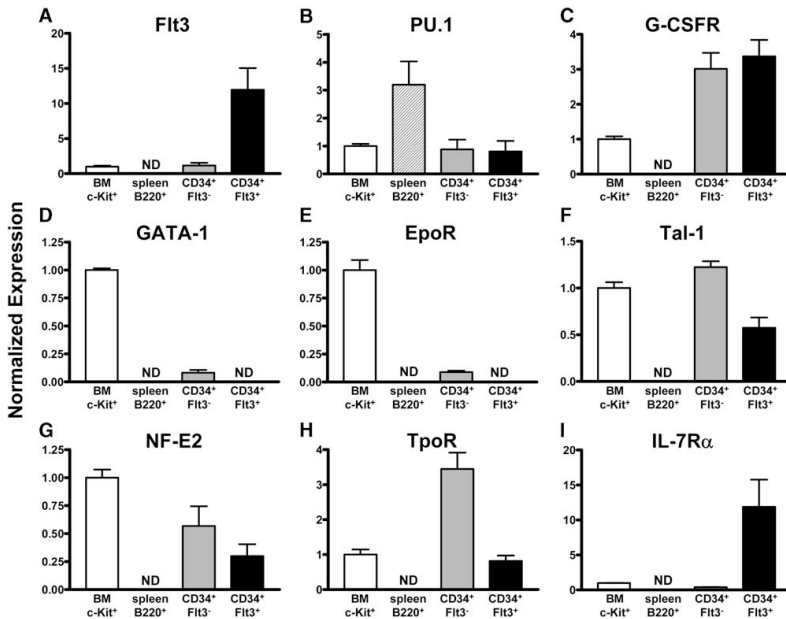 Normalized Expression
A Flt3
15
10
5
0
ND
BM c-Kit⁺
spleen B220⁺
CD34⁺ Flt3⁻
CD34⁺ Flt3⁺
B PU.1
5
4
3
2
1
0
BM c-Kit⁺
spleen B220⁺
CD34⁺ Flt3⁻
CD34⁺ Flt3⁺
C G-CSFR
4
3
2
1
0
ND
BM c-Kit⁺
spleen B220⁺
CD34⁺ Flt3⁻
CD34⁺ Flt3⁺
D GATA-1
1.25
1.00
0.75
0.50
0.25
0.00
ND
ND
BM c-Kit⁺
spleen B220⁺
CD34⁺ Flt3⁻
CD34⁺ Flt3⁺
E EpoR
1.25
1.00
0.75
0.50
0.25
0.00
ND
ND
BM c-Kit⁺
spleen B220⁺
CD34⁺ Flt3⁻
CD34⁺ Flt3⁺
F Tal-1
1.5
1.0
0.5
0.0
ND
BM c-Kit⁺
spleen B220⁺
CD34⁺ Flt3⁻
CD34⁺ Flt3⁺
G NF-E2
1.25
1.00
0.75
0.50
0.25
0.00
ND
BM c-Kit⁺
spleen B220⁺
CD34⁺ Flt3⁻
CD34⁺ Flt3⁺
H TpoR
4
3
2
1
0
ND
BM c-Kit⁺
spleen B220⁺
CD34⁺ Flt3⁻
CD34⁺ Flt3⁺
I IL-7Rα
20
15
10
5
0
ND
BM c-Kit⁺
spleen B220⁺
CD34⁺ Flt3⁻
CD34⁺ Flt3⁺